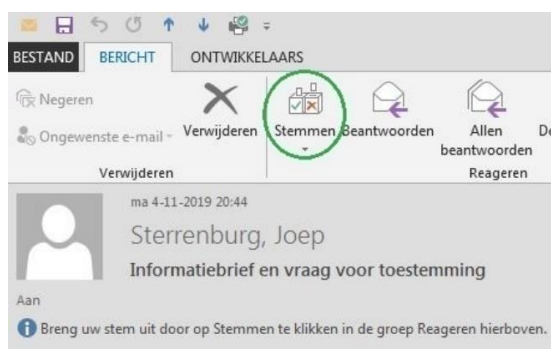 BESTAND BERICHT ONTWIKKELAARS
Negeren
Ongewenste e-mail
Verwijderen
Stemmen
Beantwoorden
Allen
beantwoorden
De
Verwijderen
Reageren
ma 4-11-2019 20:44
Sterrenburg, Joep
Informatiebrief en vraag voor toestemming
Aan
Breng uw stem uit door op Stemmen te klikken in de groep Reageren hierboven.